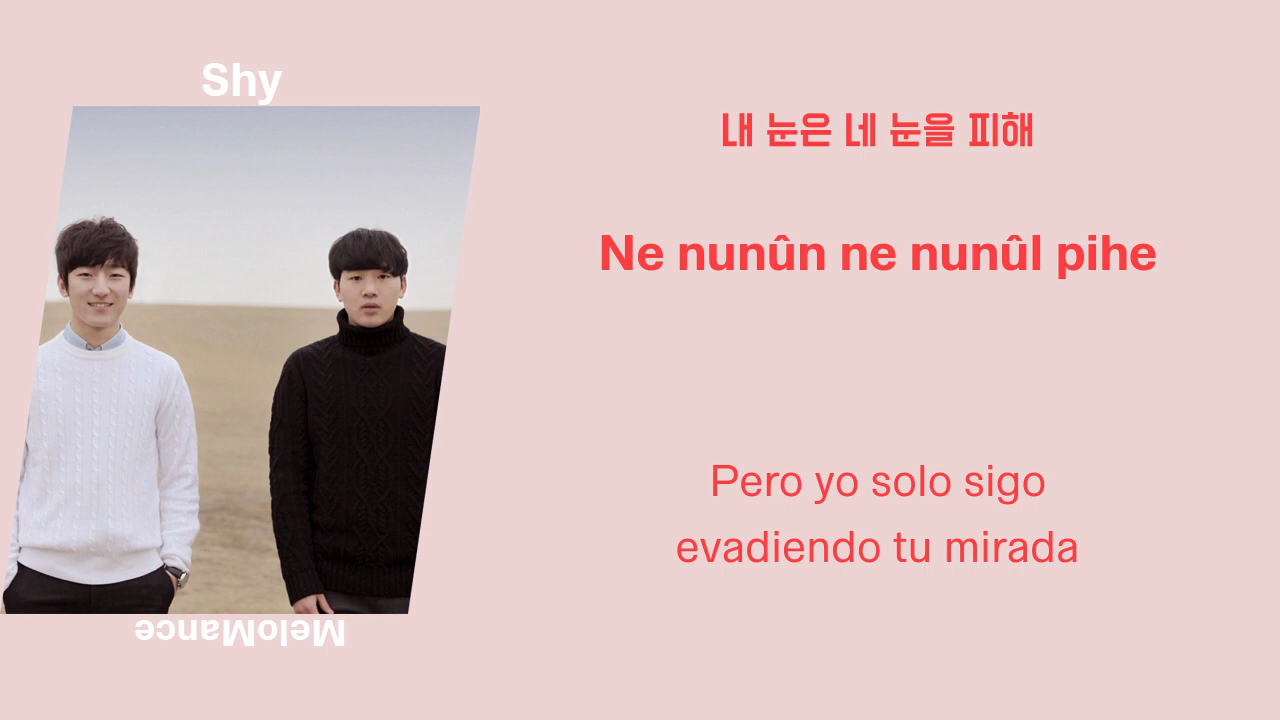 Shy
내 눈은 네 눈을 피해
Ne nunûn ne nunûl pihe
Pero yo solo sigo
evadiendo tu mirada
MeloMance